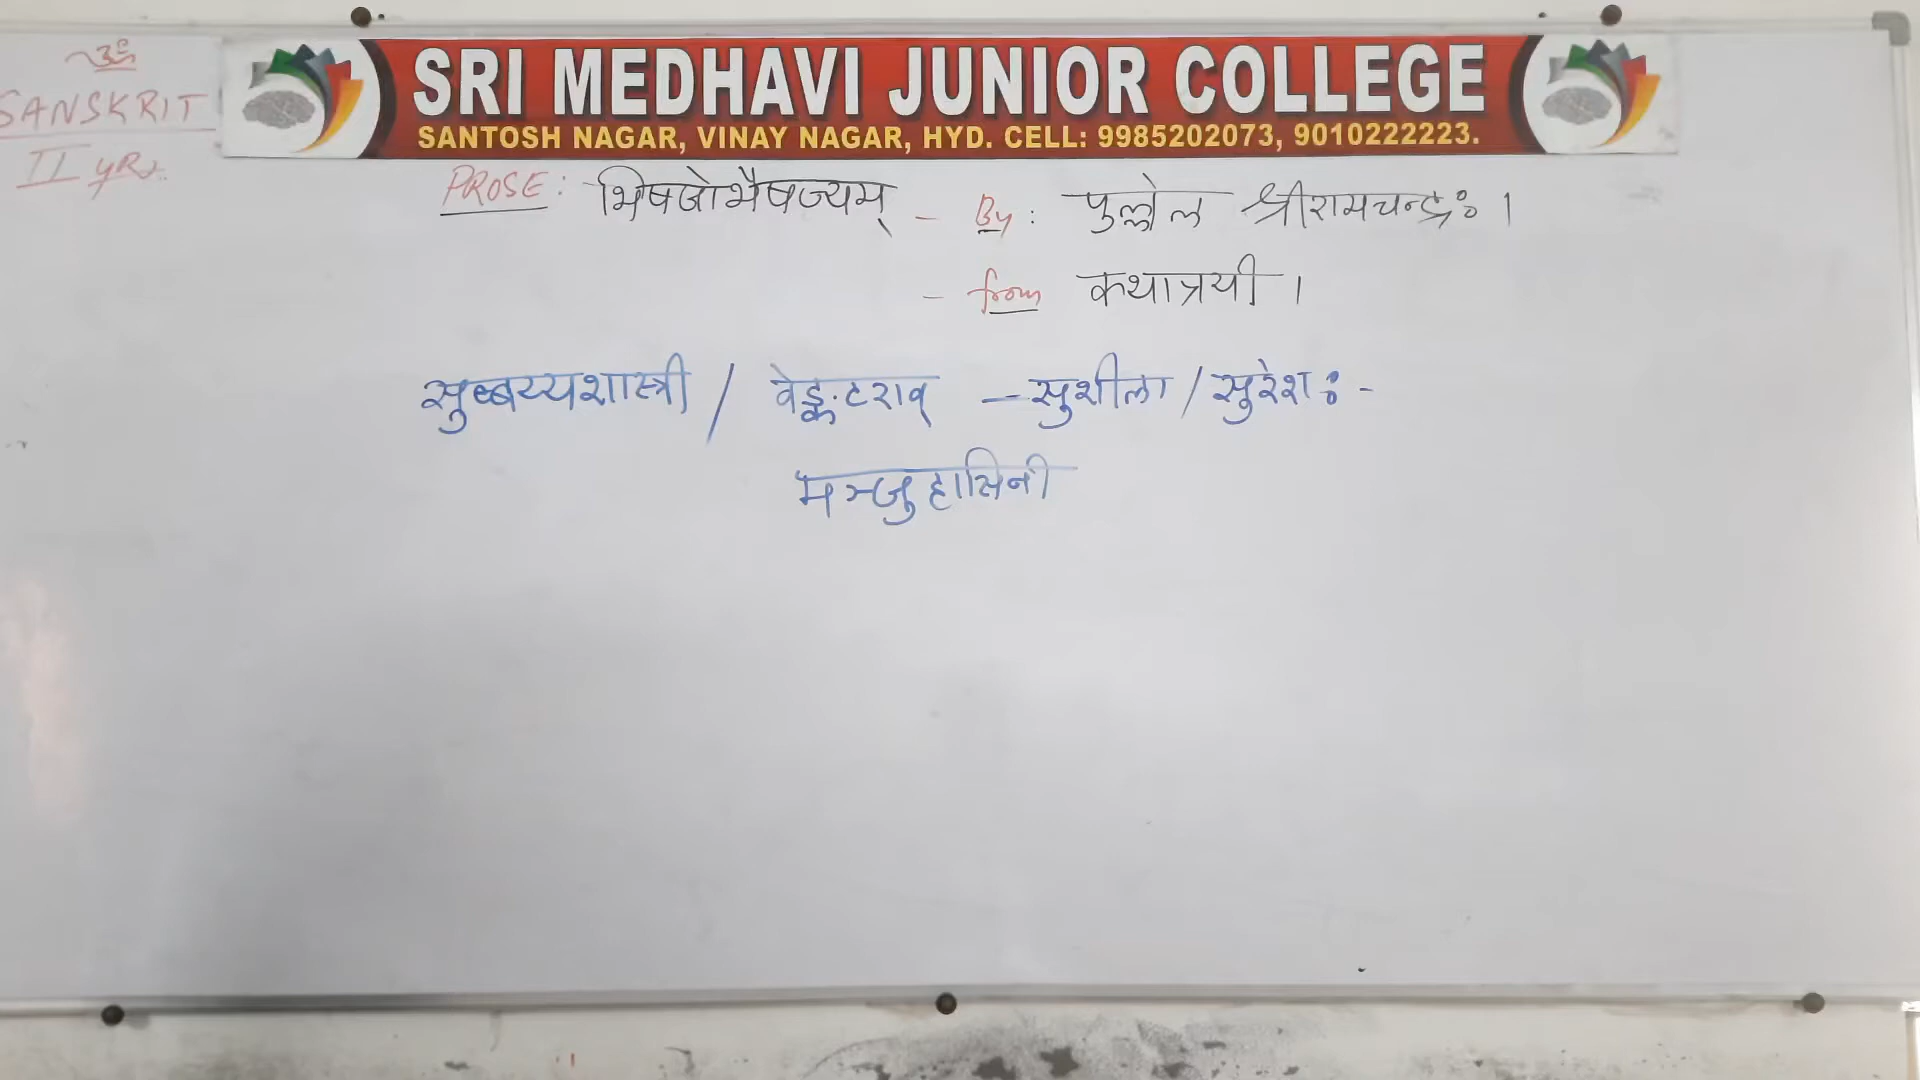 ॐ
SANSKRIT
II yR.
SRI MEDHAVI JUNIOR COLLEGE
SANTOSH NAGAR, VINAY NAGAR, HYD. CELL: 9985202073, 9010222223.
PROSE: भिषजोभैषज्यम् - By: पुल्लेल श्रीरामचन्द्रः।
- from कथात्रयी।
सुब्बय्यशास्त्री / वेङ्कटराव् - सुशीला / सुरेशः -
मञ्जुहासिनी